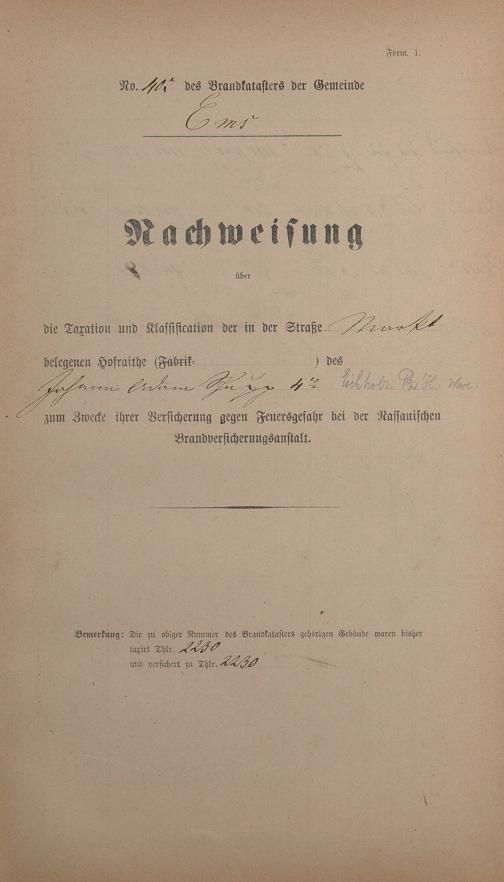 Form. 1.
No. 402 des Brandkatasters der Gemeinde
Ems
Nachweisung
über
die Taxation und Klassification der in der Straße Markt
belegenen Hofraithe (Fabrik- ) des
Johann Adam
zum Zwecke ihrer Versicherung gegen Feuersgefahr bei der Nassauischen
Brandversicherungsanstalt.
Bemerkung: Die zu obiger Nummer des Brandkatasters gehörigen Gebäude waren bisher
taxirt Thlr. 2230
und versichert zu Thlr. 2230